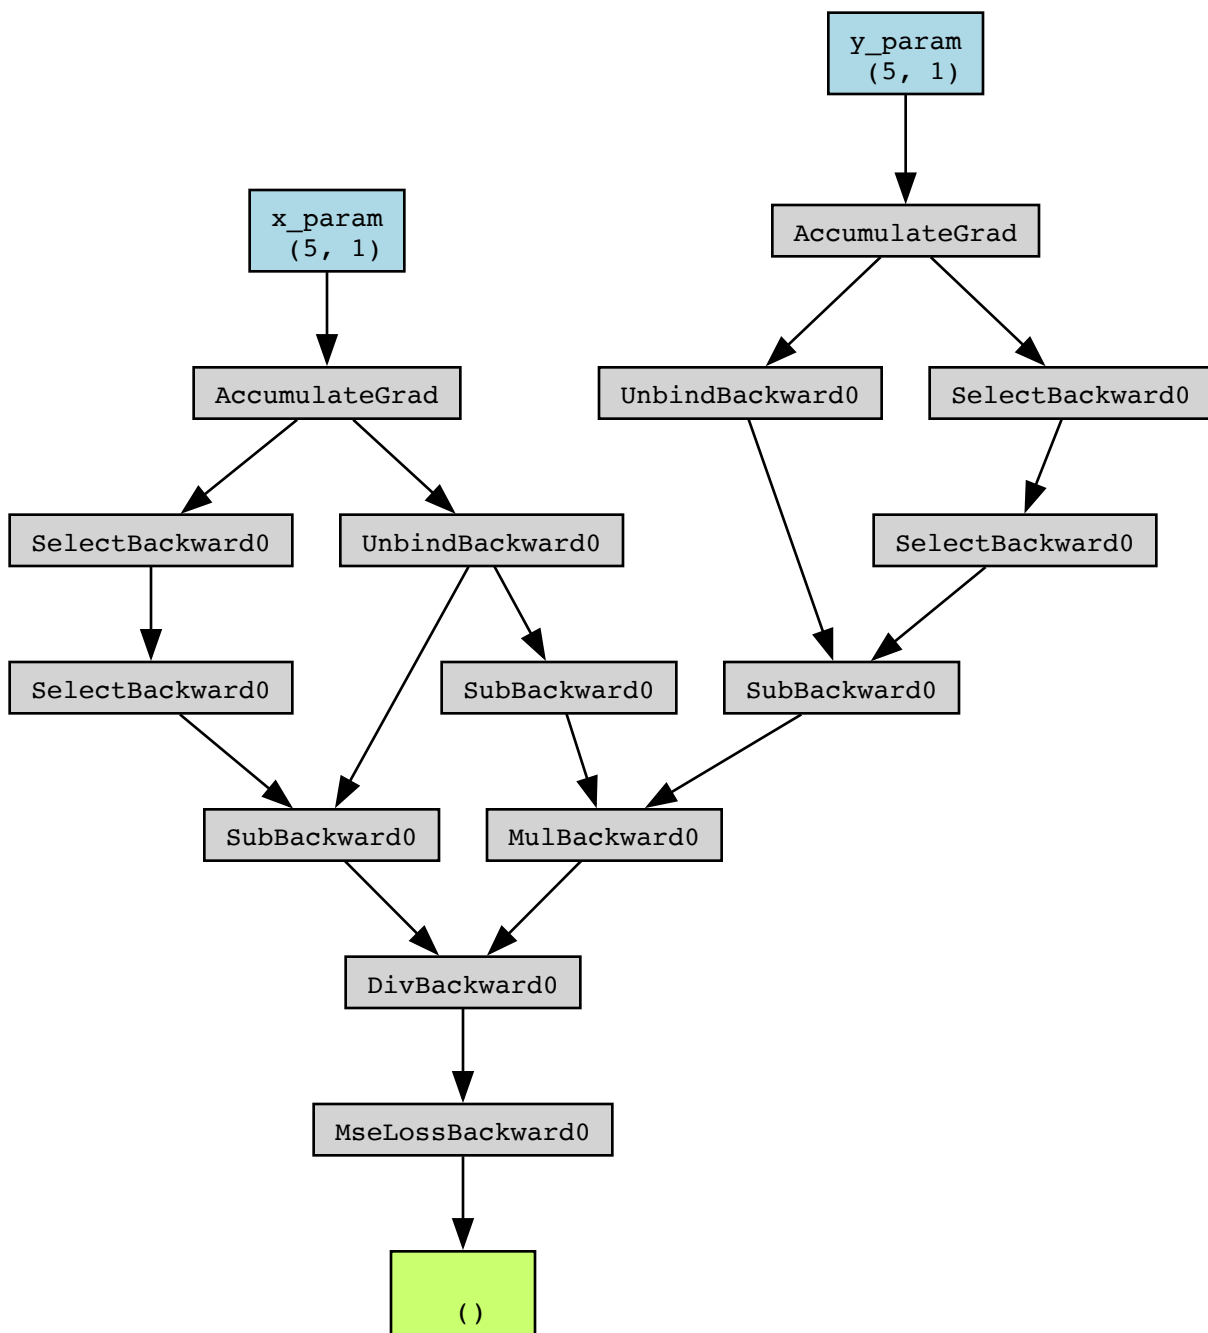 y_param
(5, 1)
x_param
(5, 1)
AccumulateGrad
AccumulateGrad
UnbindBackward0
SelectBackward0
SelectBackward0
UnbindBackward0
SelectBackward0
SelectBackward0
SubBackward0
SubBackward0
SubBackward0
MulBackward0
DivBackward0
MseLossBackward0
()